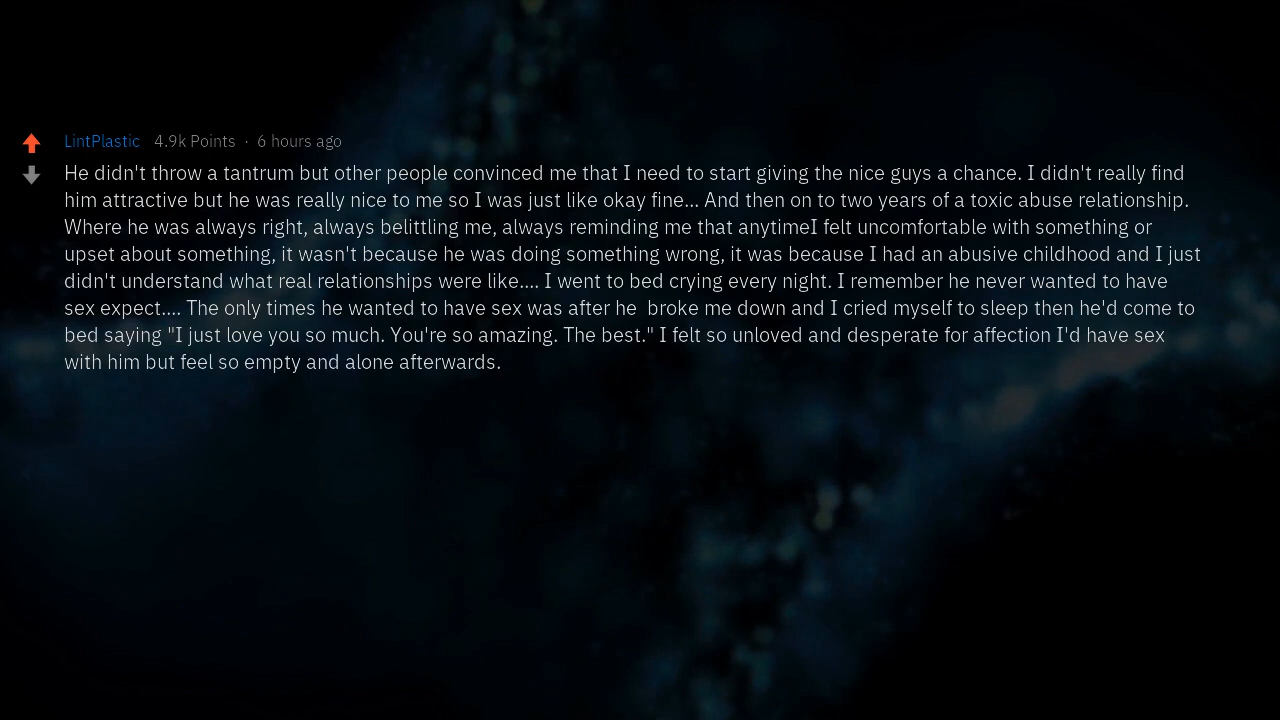 LintPlastic 4.9k Points · 6 hours ago
He didn't throw a tantrum but other people convinced me that I need to start giving the nice guys a chance. I didn't really find
him attractive but he was really nice to me so I was just like okay fine... And then on to two years of a toxic abuse relationship.
Where he was always right, always belittling me, always reminding me that anytimeI felt uncomfortable with something or
upset about something, it wasn't because he was doing something wrong, it was because I had an abusive childhood and I just
didn't understand what real relationships were like.... I went to bed crying every night. I remember he never wanted to have
sex expect.... The only times he wanted to have sex was after he  broke me down and I cried myself to sleep then he'd come to
bed saying "I just love you so much. You're so amazing. The best." I felt so unloved and desperate for affection I'd have sex
with him but feel so empty and alone afterwards.